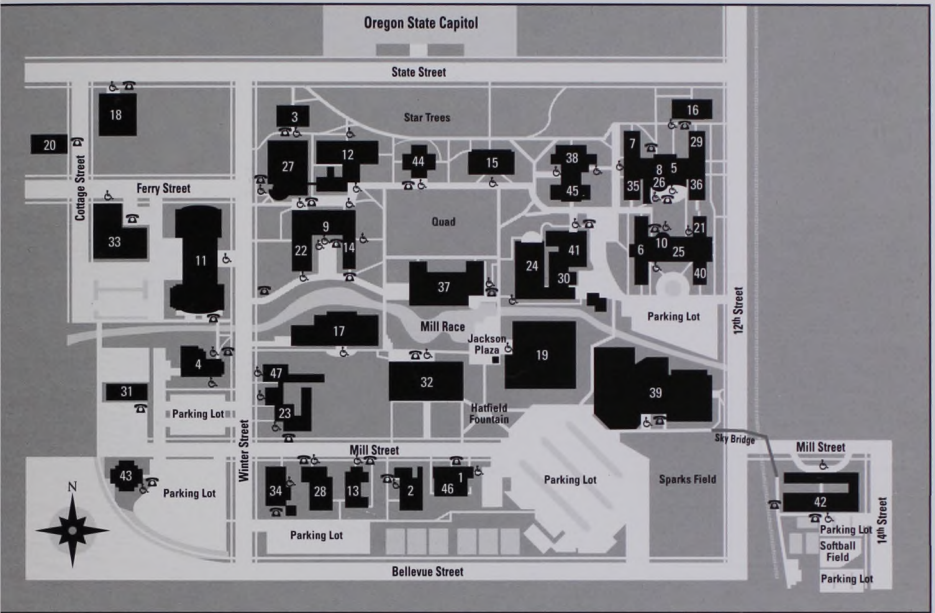 Oregon State Capitol
State Street
Star Trees
3
16
18
20
7
29
27
12
44
15
38
8
5
26
35
36
45
Cottage Street
Ferry Street
33
11
9
22
14
Quad
24
41
30
6
10
25
21
40
37
17
Mill Race
Jackson
Plaza
19
Parking Lot
12th Street
4
31
Parking Lot
47
23
32
Hatfield
Fountain
39
Winter Street
Mill Street
Sky Bridge
Mill Street
43
N
Parking Lot
34
28
13
2
1
46
Parking Lot
Sparks Field
42
14th Street
Parking Lot
Parking Lot
Softball
Field
Parking Lot
Bellevue Street